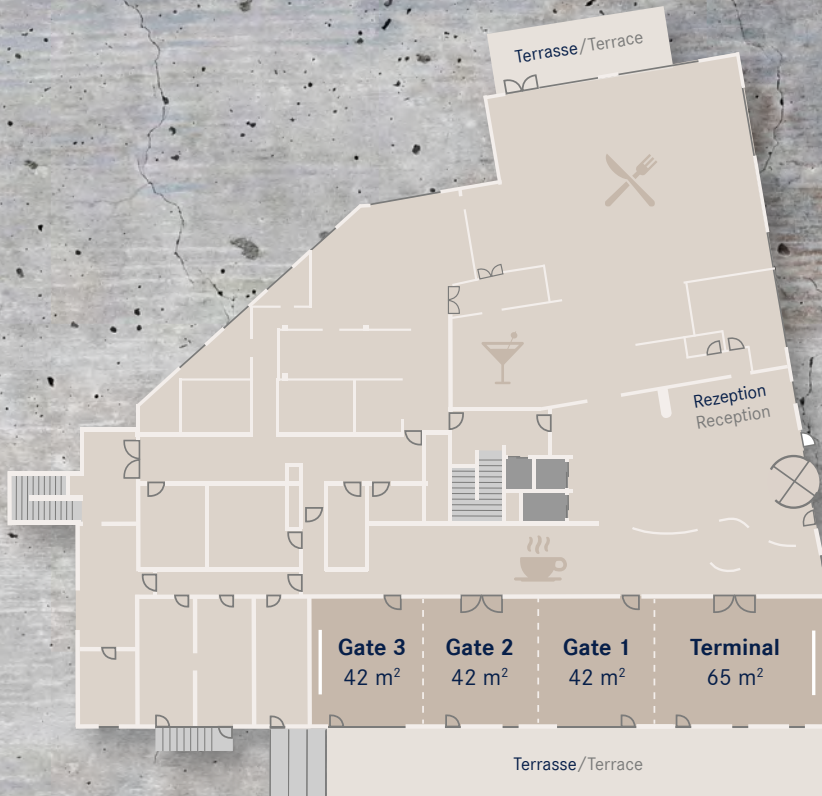 Terrasse/Terrace
Rezeption
Reception
Gate 3
42 m²
Gate 2
42 m²
Gate 1
42 m²
Terminal
65 m²
Terrasse/Terrace